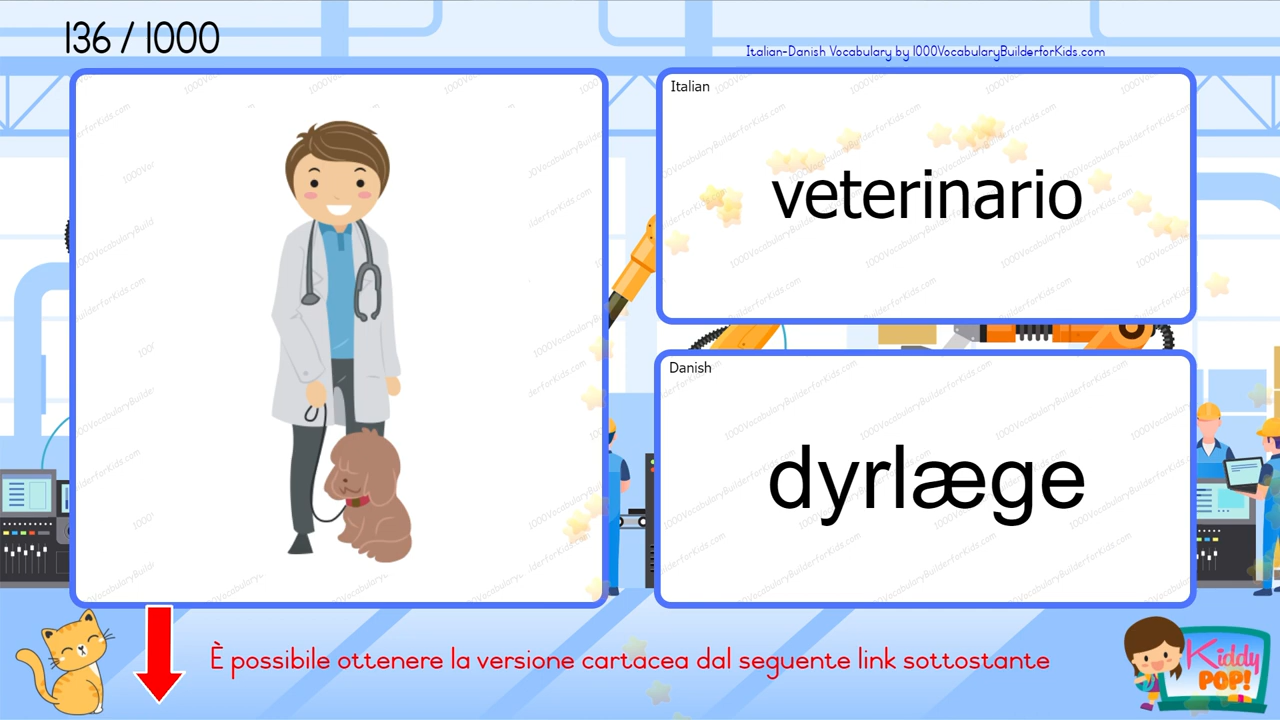 136 / 1000
Italian-Danish Vocabulary by 1000VocabularyBuilderforKids.com
Italian
veterinario
Danish
dyrlæge
È possibile ottenere la versione cartacea dal seguente link sottostante
Kiddy
POP!